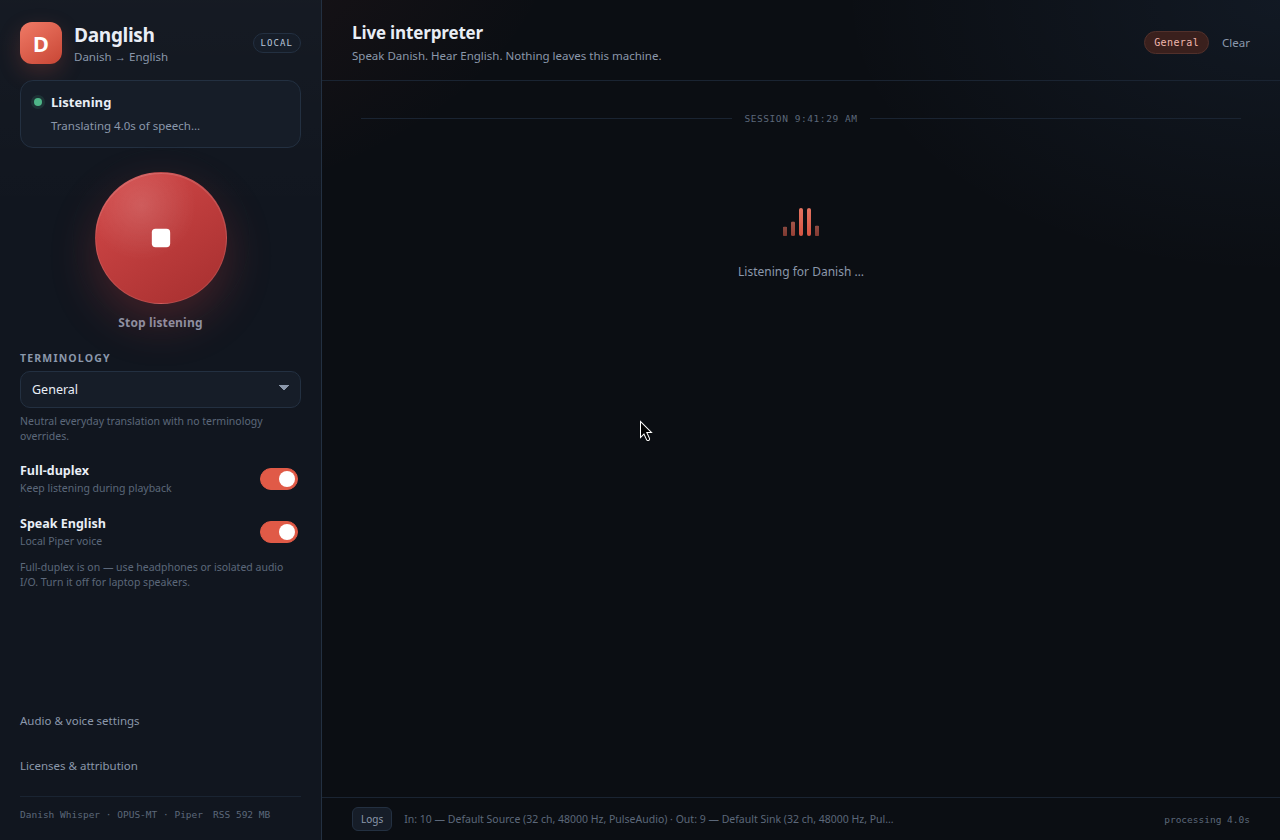 D
Danglish
Danish → English
LOCAL
Listening
Translating 4.0s of speech...
Stop listening
TERMINOLOGY
General
Neutral everyday translation with no terminology
overrides.
Full-duplex
Keep listening during playback
Speak English
Local Piper voice
Full-duplex is on — use headphones or isolated audio
I/O. Turn it off for laptop speakers.
Audio & voice settings
Licenses & attribution
Danish Whisper · OPUS-MT · Piper RSS 592 MB
Live interpreter
Speak Danish. Hear English. Nothing leaves this machine.
General
Clear
SESSION 9:41:29 AM
Listening for Danish ...
Logs
In: 10 — Default Source (32 ch, 48000 Hz, PulseAudio) · Out: 9 — Default Sink (32 ch, 48000 Hz, Pul...
processing 4.0s